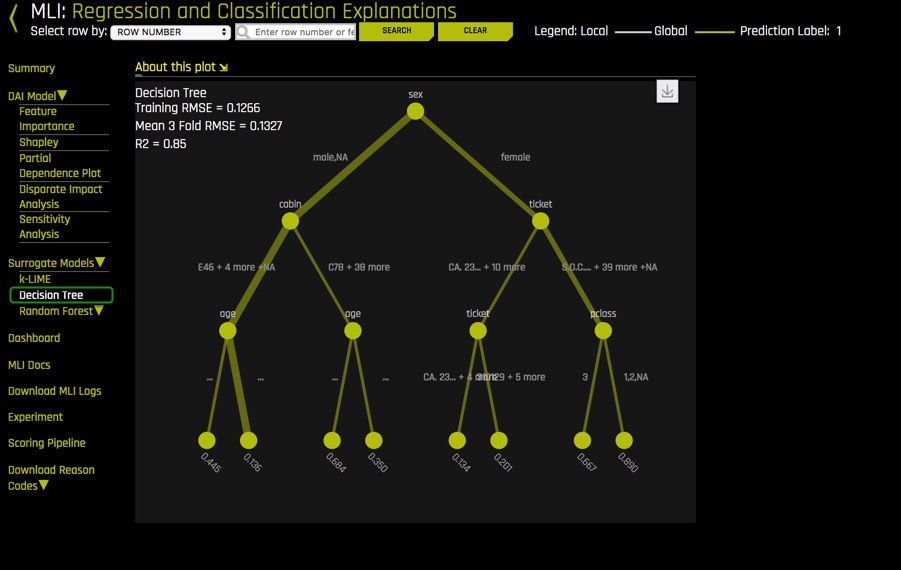 MLI: Regression and Classification Explanations
Select row by: ROW NUMBER Enter row number or fe SEARCH CLEAR Legend: Local Global Prediction Label: 1
Summary
DAI Model
Feature
Importance
Shapley
Partial
Dependence Plot
Disparate Impact
Analysis
Sensitivity
Analysis
Surrogate Models
k-LIME
Decision Tree
Random Forest
Dashboard
MLI Docs
Download MLI Logs
Experiment
Scoring Pipeline
Download Reason
Codes
About this plot
Decision Tree
Training RMSE = 0.1266
Mean 3 Fold RMSE = 0.1327
R2 = 0.85
sex
male,NA female
cabin ticket
E46 + 4 more +NA C78 + 38 more CA. 23... + 10 more S.O.C.... + 39 more +NA
age age ticket pclass
... ... ... ... CA. 23... + 4 more + 5 more 3 1,2,NA
0.445 0.136 0.684 0.350 0.134 0.201 0.667 0.890